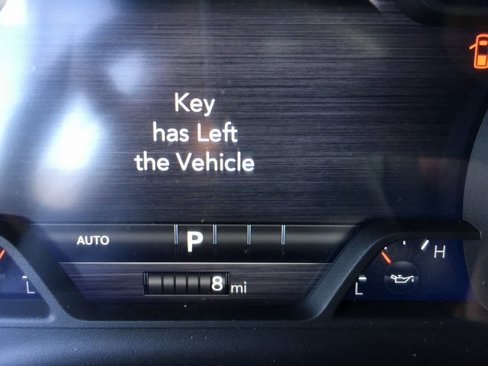 Key
has Left
the Vehicle
AUTO P
8 mi
L
L H